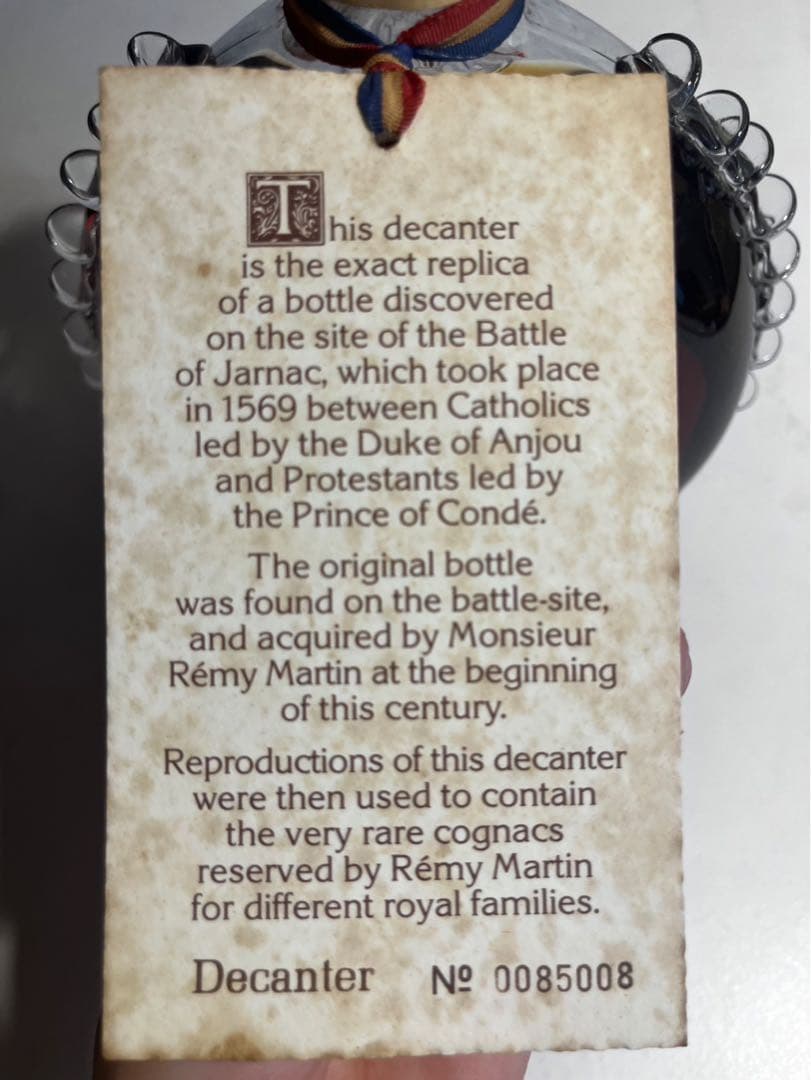 This decanter
is the exact replica
of a bottle discovered
on the site of the Battle
of Jarnac, which took place
in 1569 between Catholics
led by the Duke of Anjou
and Protestants led by
the Prince of Condé.
The original bottle
was found on the battle-site,
and acquired by Monsieur
Rémy Martin at the beginning
of this century.
Reproductions of this decanter
were then used to contain
the very rare cognacs
reserved by Rémy Martin
for different royal families.
Decanter Nº 0085008